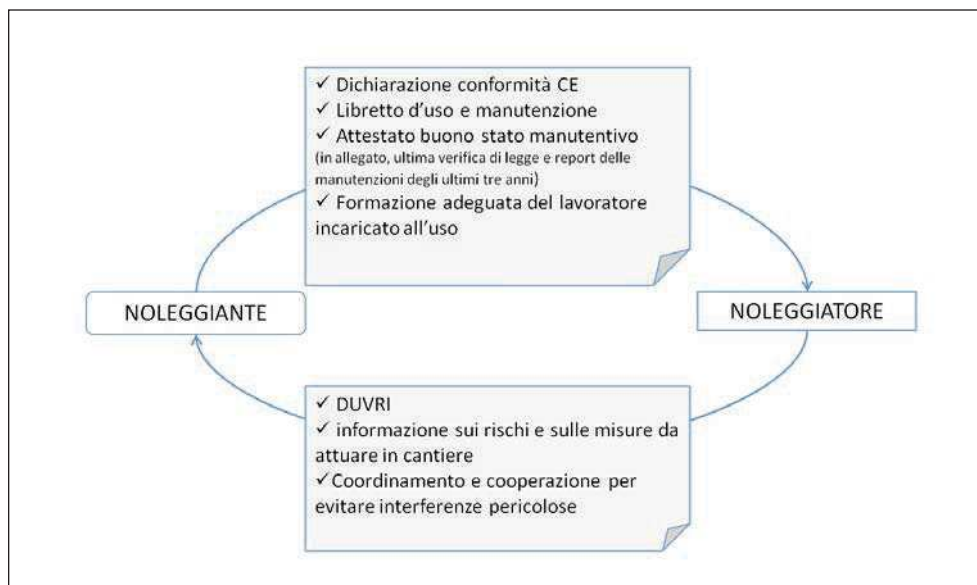 ✓ Dichiarazione conformità CE
✓ Libretto d'uso e manutenzione
✓ Attestato buono stato manutentivo
(in allegato, ultima verifica di legge e report delle
manutenzioni degli ultimi tre anni)
✓ Formazione adeguata del lavoratore
incaricato all'uso
NOLEGGIANTE
NOLEGGIATORE
✓ DUVRI
✓ informazione sui rischi e sulle misure da
attuare in cantiere
✓Coordinamento e cooperazione per
evitare interferenze pericolose